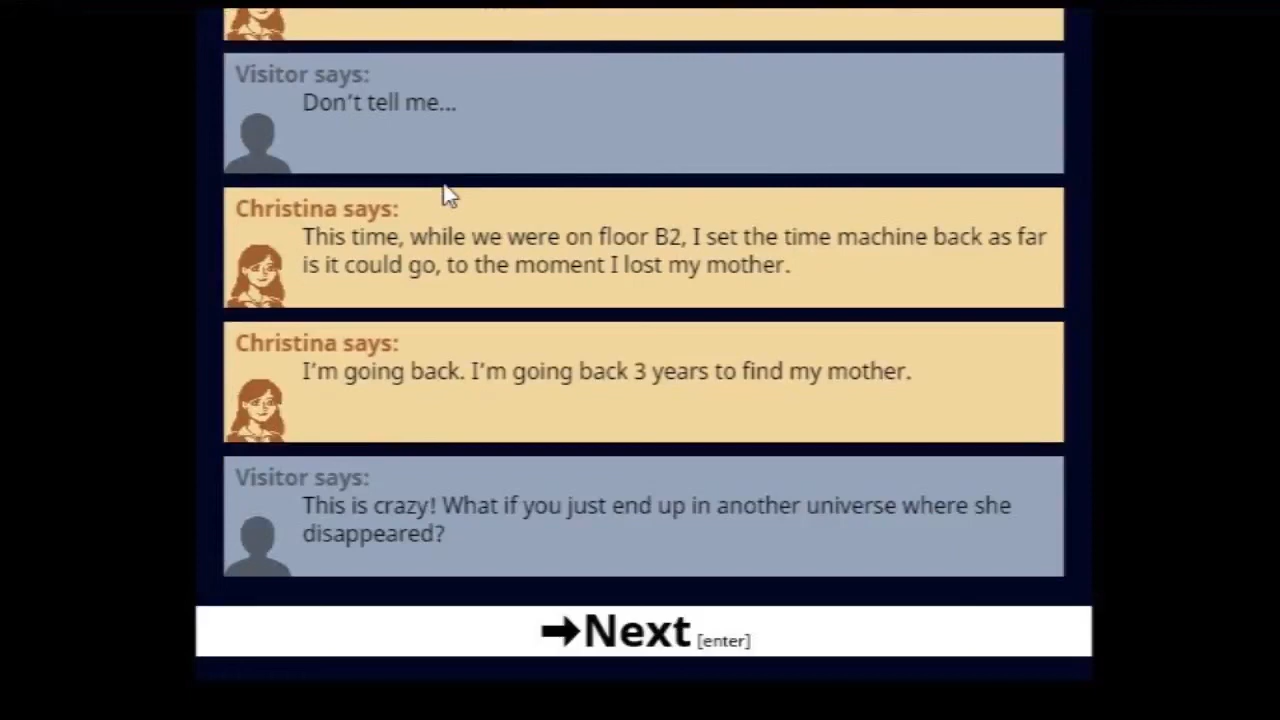 Visitor says:
Don't tell me...
Christina says:
This time, while we were on floor B2, I set the time machine back as far
is it could go, to the moment I lost my mother.
Christina says:
I'm going back. I'm going back 3 years to find my mother.
Visitor says:
This is crazy! What if you just end up in another universe where she
disappeared?
➡Next [enter]